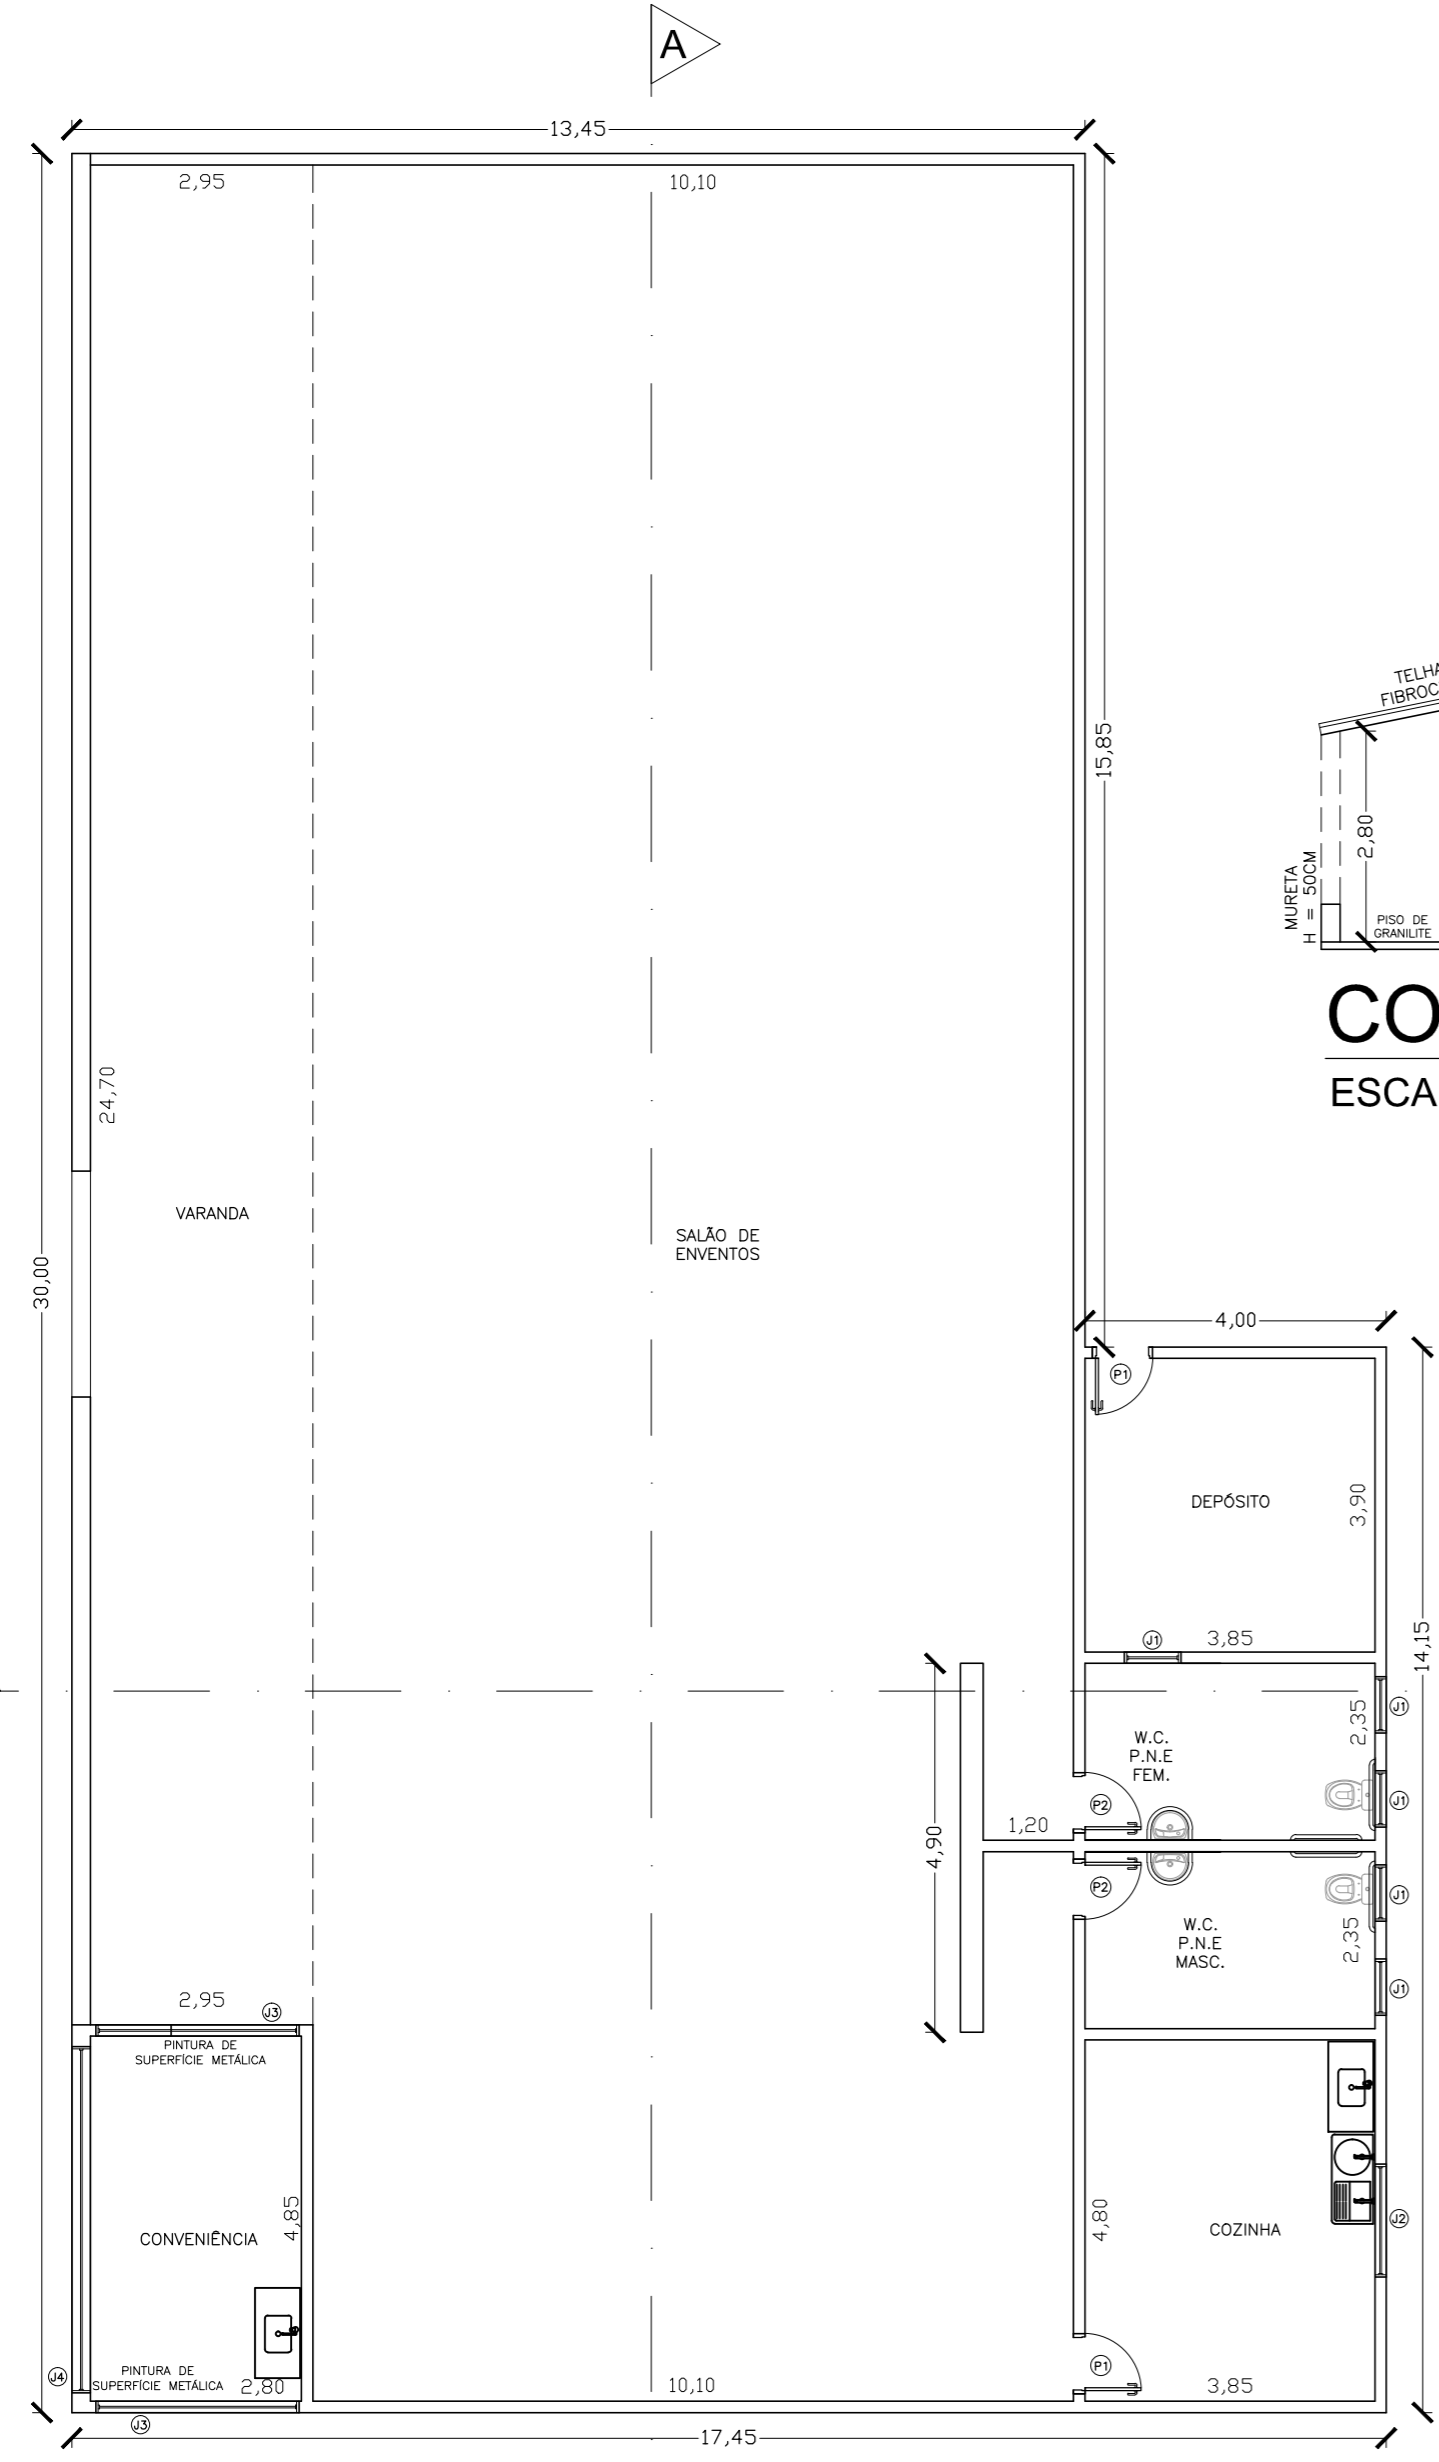 A
13,45
2,95
10,10
15,85
TELHA
FIBROC
2,80
MURETA
H = 50CM
PISO DE
GRANILITE
CO
ESCA
24,70
VARANDA
SALÃO DE
ENVENTOS
30,00
4,00
P1
DEPÓSITO
3,90
J1
3,85
14,15
J1
2,35
W.C.
P.N.E
FEM.
J1
P2
1,20
4,90
P2
J1
W.C.
P.N.E
MASC.
2,35
J1
2,95
J3
PINTURA DE
SUPERFÍCIE METÁLICA
4,85
CONVENIÊNCIA
4,80
COZINHA
J2
P1
J4
PINTURA DE
SUPERFÍCIE METÁLICA
2,80
10,10
3,85
J3
17,45